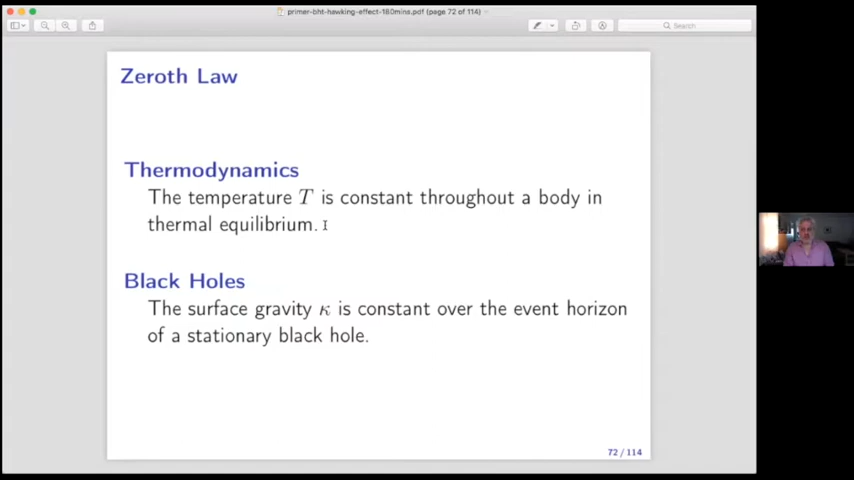 primer-bht-hawking-effect-180mins.pdf (page 72 of 114)
Search
Zeroth Law
Thermodynamics
The temperature T is constant throughout a body in
thermal equilibrium.
Black Holes
The surface gravity κ is constant over the event horizon
of a stationary black hole.
72 / 114